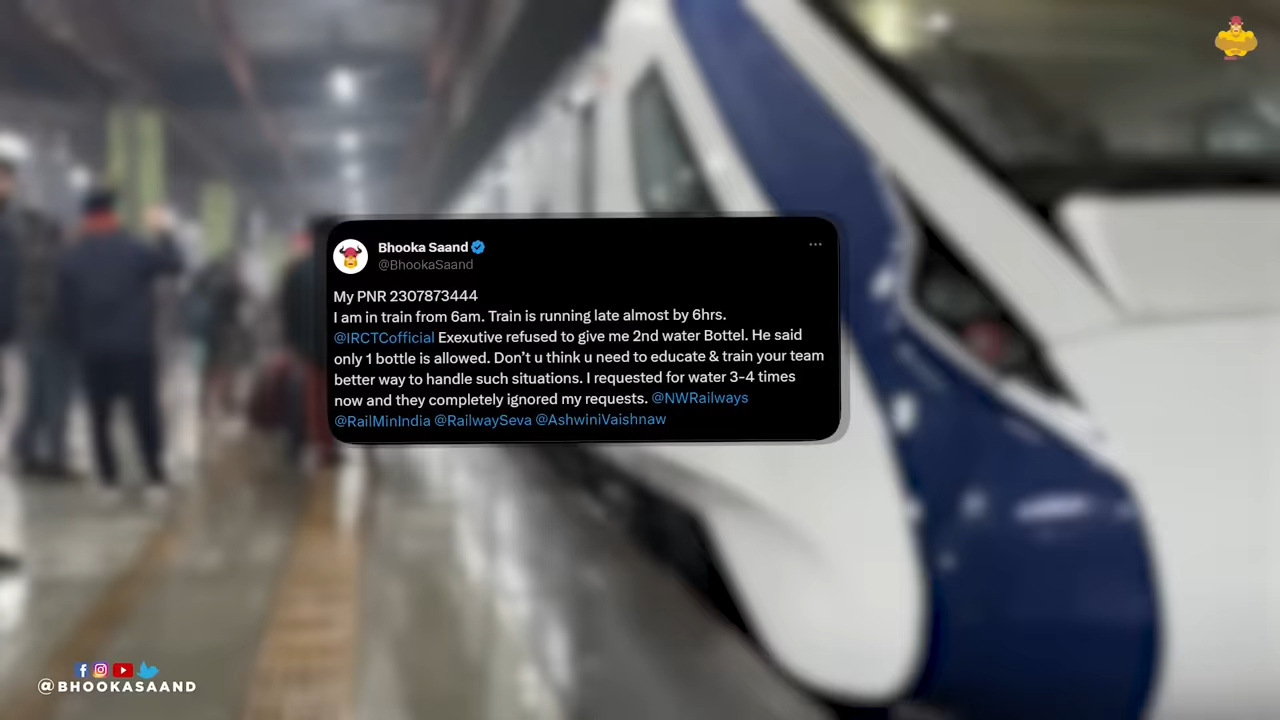 Bhooka Saand
@BhookaSaand
My PNR 2307873444
I am in train from 6am. Train is running late almost by 6hrs.
@IRCTCofficial Exexutive refused to give me 2nd water Bottel. He said
only 1 bottle is allowed. Don't u think u need to educate & train your team
better way to handle such situations. I requested for water 3-4 times
now and they completely ignored my requests. @NWRailways
@RailMinIndia @RailwaySeva @AshwiniVaishnaw
@BHOOKASAAND